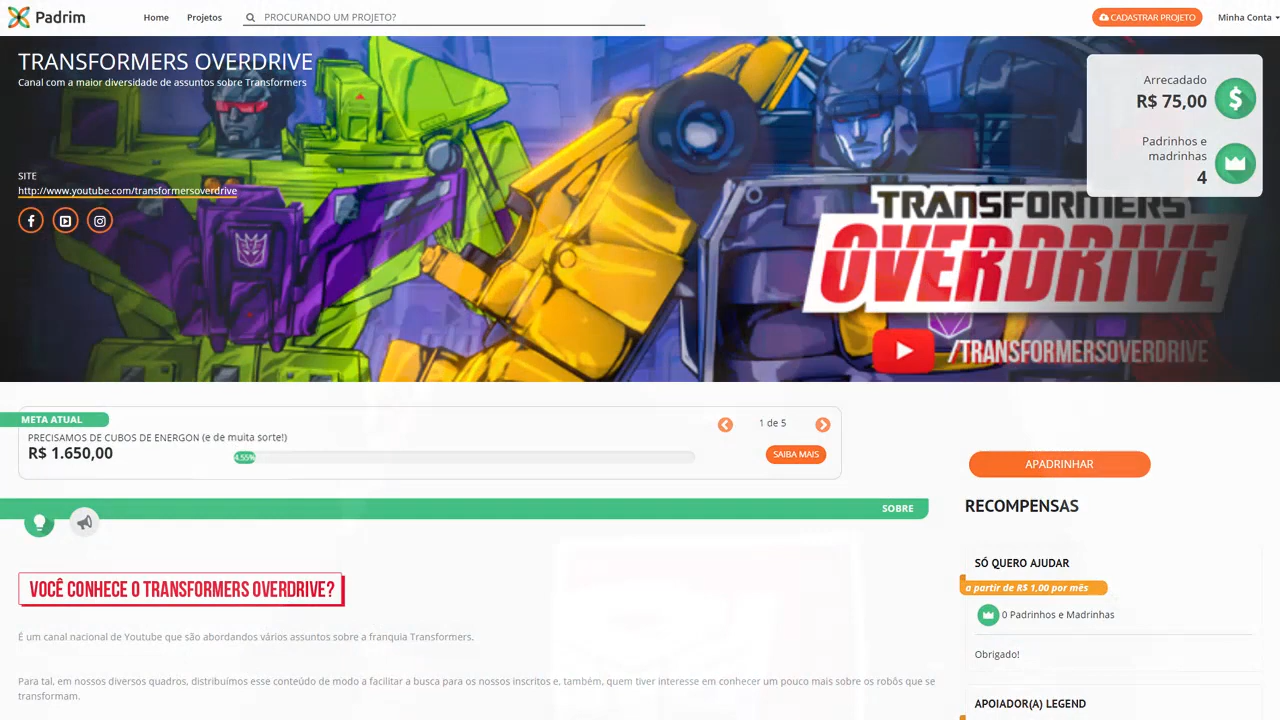 Padrim
Home
Projetos
PROCURANDO UM PROJETO?
CADASTRAR PROJETO
Minha Conta
TRANSFORMERS OVERDRIVE
Canal com a maior diversidade de assuntos sobre Transformers
SITE
http://www.youtube.com/transformersoverdrive
Arrecadado
R$ 75,00
Padrinhos e
madrinhas
4
TRANSFORMERS
OVERDRIVE
/TRANSFORMERSOVERDRIVE
META ATUAL
PRECISAMOS DE CUBOS DE ENERGON (e de muita sorte!)
R$ 1.650,00
4.55%
1 de 5
SAIBA MAIS
SOBRE
VOCÊ CONHECE O TRANSFORMERS OVERDRIVE?
É um canal nacional de Youtube que são abordandos vários assuntos sobre a franquia Transformers.
Para tal, em nossos diversos quadros, distribuímos esse conteúdo de modo a facilitar a busca para os nossos inscritos e, também, quem tiver interesse em conhecer um pouco mais sobre os robôs que se
transformam.
APADRINHAR
RECOMPENSAS
SÓ QUERO AJUDAR
a partir de R$ 1,00 por mês
0 Padrinhos e Madrinhas
Obrigado!
APOIADOR(A) LEGEND